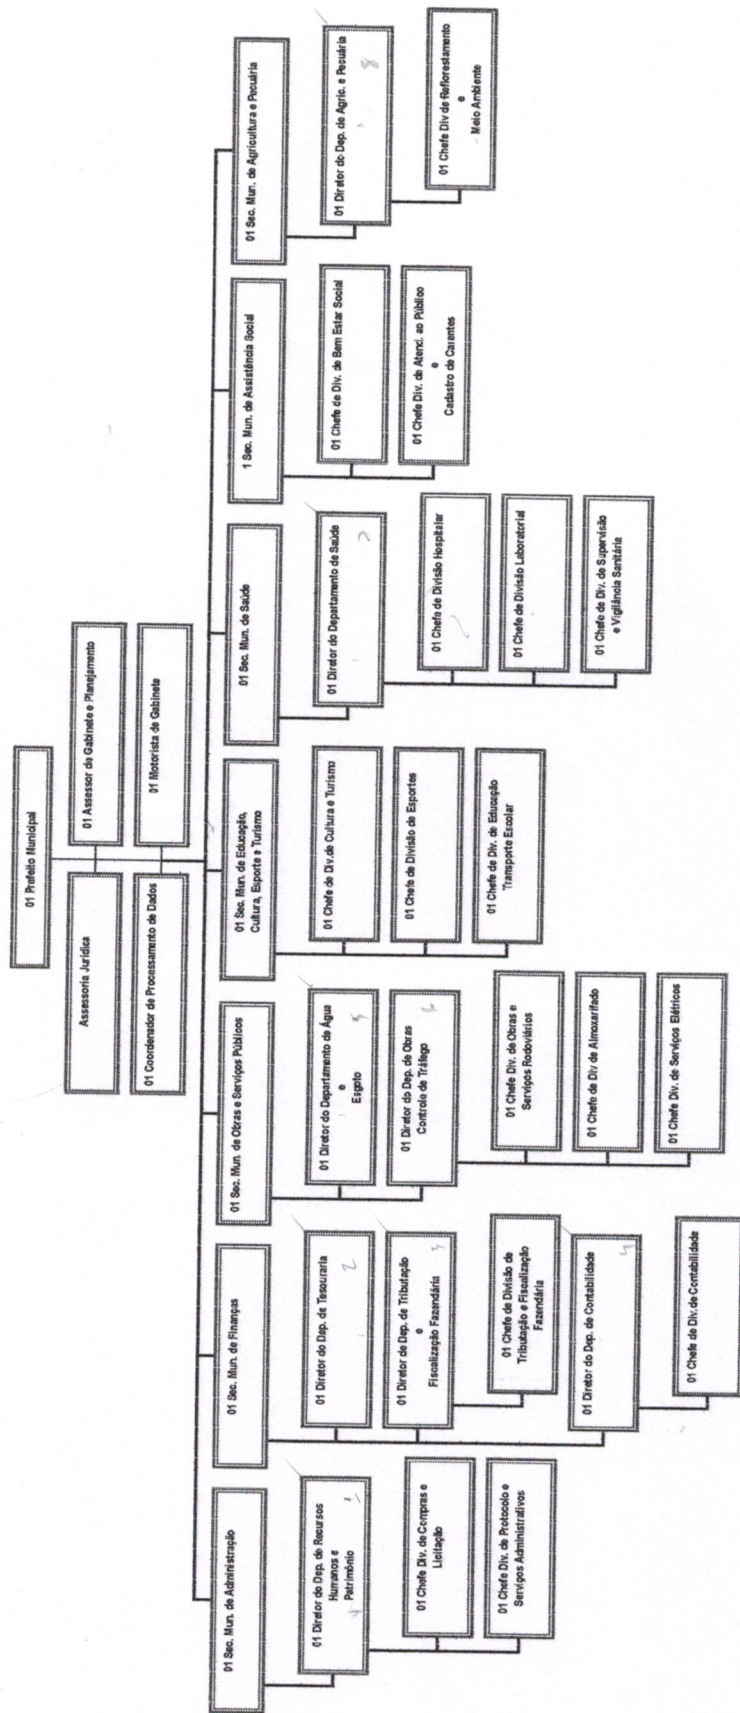 01 Prefeito Municipal
Assessoria Jurídica
01 Assessor de Gabinete e Planejamento
01 Coordenador de Processamento de Dados
01 Motorista de Gabinete
01 Sec. Mun. de Administração
01 Diretor do Dep. de Recursos
Humanos e
Patrimônio
1
01 Chefe Div. de Compras e
Licitação
01 Chefe Div. de Protocolo e
Serviços Administrativos
01 Sec. Mun. de Finanças
01 Diretor do Dep. de Tesouraria
2
01 Diretor de Dep. de Tributação
e
Fiscalização Fazendária
3
01 Chefe de Divisão de
Tributação e Fiscalização
Fazendária
01 Diretor do Dep. de Contabilidade
4
01 Chefe de Div. de Contabilidade
01 Sec. Mun. de Obras e Serviços Públicos
01 Diretor do Departamento de Água
e
Esgoto
5
01 Diretor do Dep. de Obras
Controle de Tráfego
6
01 Chefe Div. de Obras e
Serviços Rodoviários
01 Chefe de Div de Almoxarifado
01 Chefe Div. de Serviços Elétricos
01 Sec. Mun. de Educação,
Cultura, Esporte e Turismo
01 Chefe de Div.de Cultura e Turismo
01 Chefe de Divisão de Esportes
01 Chefe de Div. de Educação
Transporte Escolar
01 Sec. Mun. de Saúde
01 Diretor do Departamento de Saúde
7
01 Chefe de Divisão Hospitalar
01 Chefe de Divisão Laboratorial
01 Chefe de Div. de Supervisão
e Vigilância Sanitária
1 Sec. Mun. de Assistência Social
01 Chefe de Div. de Bem Estar Social
01 Chefe Div. de Atend. ao Público
e
Cadastro de Carentes
01 Sec. Mun. de Agricultura e Pecuária
01 Diretor do Dep. de Agric. e Pecuária
8
01 Chefe Div de Reflorestamento
e
Meio Ambiente